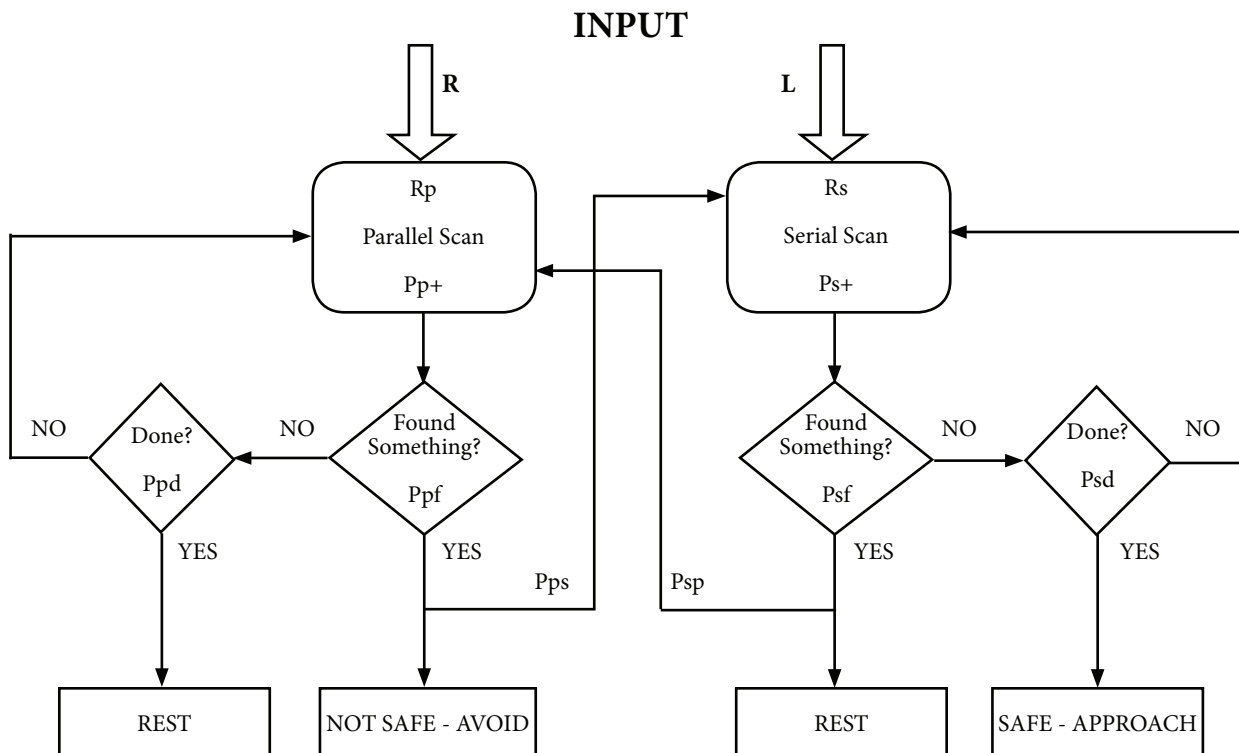 INPUT
R
L
Rp
Parallel Scan
Pp+
Rs
Serial Scan
Ps+
NO
Done?
Ppd
NO
Found
Something?
Ppf
Found
Something?
Psf
NO
Done?
Psd
NO
YES
YES
YES
YES
Pps
Psp
REST
NOT SAFE - AVOID
REST
SAFE - APPROACH